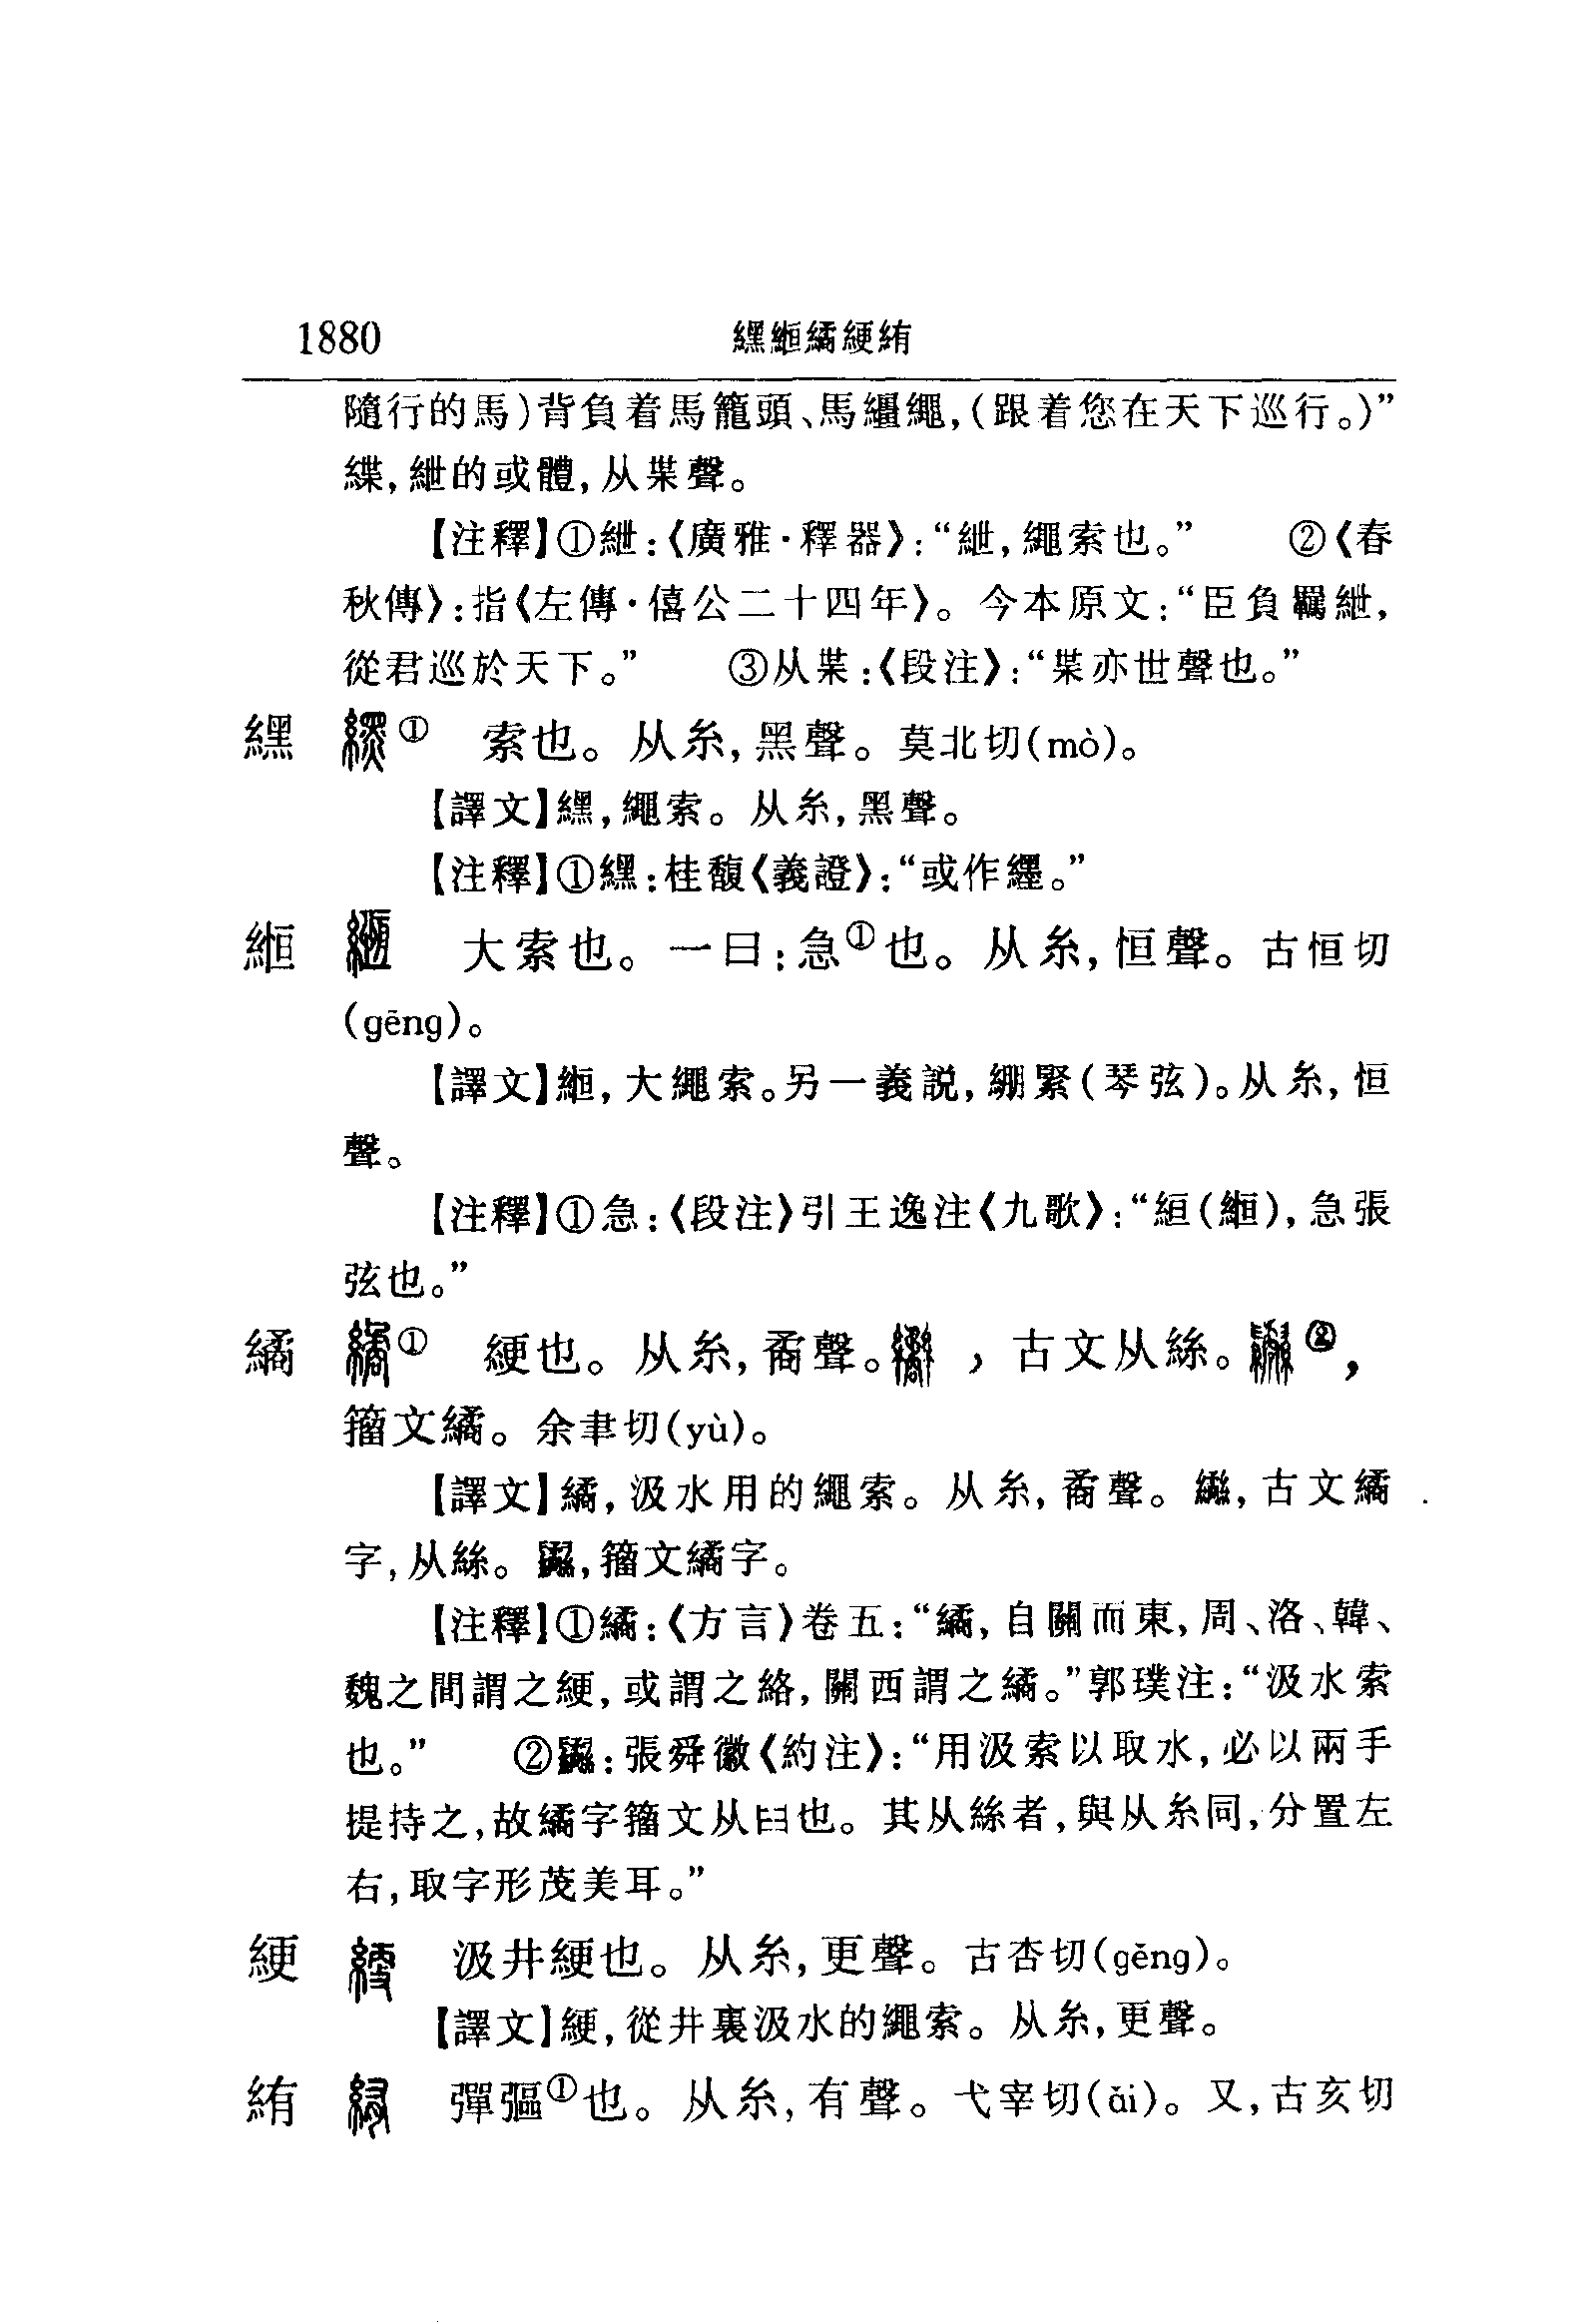 1880 纆緪繘綆絠
隨行的馬)背負着馬籠頭、馬繮繩,(跟着您在天下巡行。)”
緤,紲的或體,从枼聲。
【注釋】①紲:《廣雅·釋器》:“紲,繩索也。” ②《春
秋傳》:指《左傳·僖公二十四年》。今本原文:“臣負羈紲,
從君巡於天下。” ③从枼:《段注》:“枼亦世聲也。”
纆 ① 索也。从糸,黑聲。莫北切(mò)。
【譯文】纆,繩索。从糸,黑聲。
【注釋】①纆:桂馥《義證》:“或作纆。”
緪 大索也。一曰:急①也。从糸,恒聲。古恒切
(gēng)。
【譯文】緪,大繩索。另一義説,綳緊(琴弦)。从糸,恒
聲。
【注釋】①急:《段注》引王逸注《九歌》:“絙(緪),急張
弦也。”
繘 ① 綆也。从糸,矞聲。 ,古文从絲。 ②,
籀文繘。余聿切(yù)。
【譯文】繘,汲水用的繩索。从糸,矞聲。 ,古文繘
字,从絲。 ,籀文繘字。
【注釋】①繘:《方言》卷五:“繘,自關而東,周、洛、韓、
魏之間謂之綆,或謂之絡,關西謂之繘。”郭璞注:“汲水索
也。” ② :張舜徽《約注》:“用汲索以取水,必以兩手
提持之,故繘字籀文从𦥑也。其从絲者,與从糸同,分置左
右,取字形茂美耳。”
綆 汲井綆也。从糸,更聲。古杏切(gěng)。
【譯文】綆,從井裏汲水的繩索。从糸,更聲。
絠 彈彄①也。从糸,有聲。弋宰切(ǎi)。又,古亥切